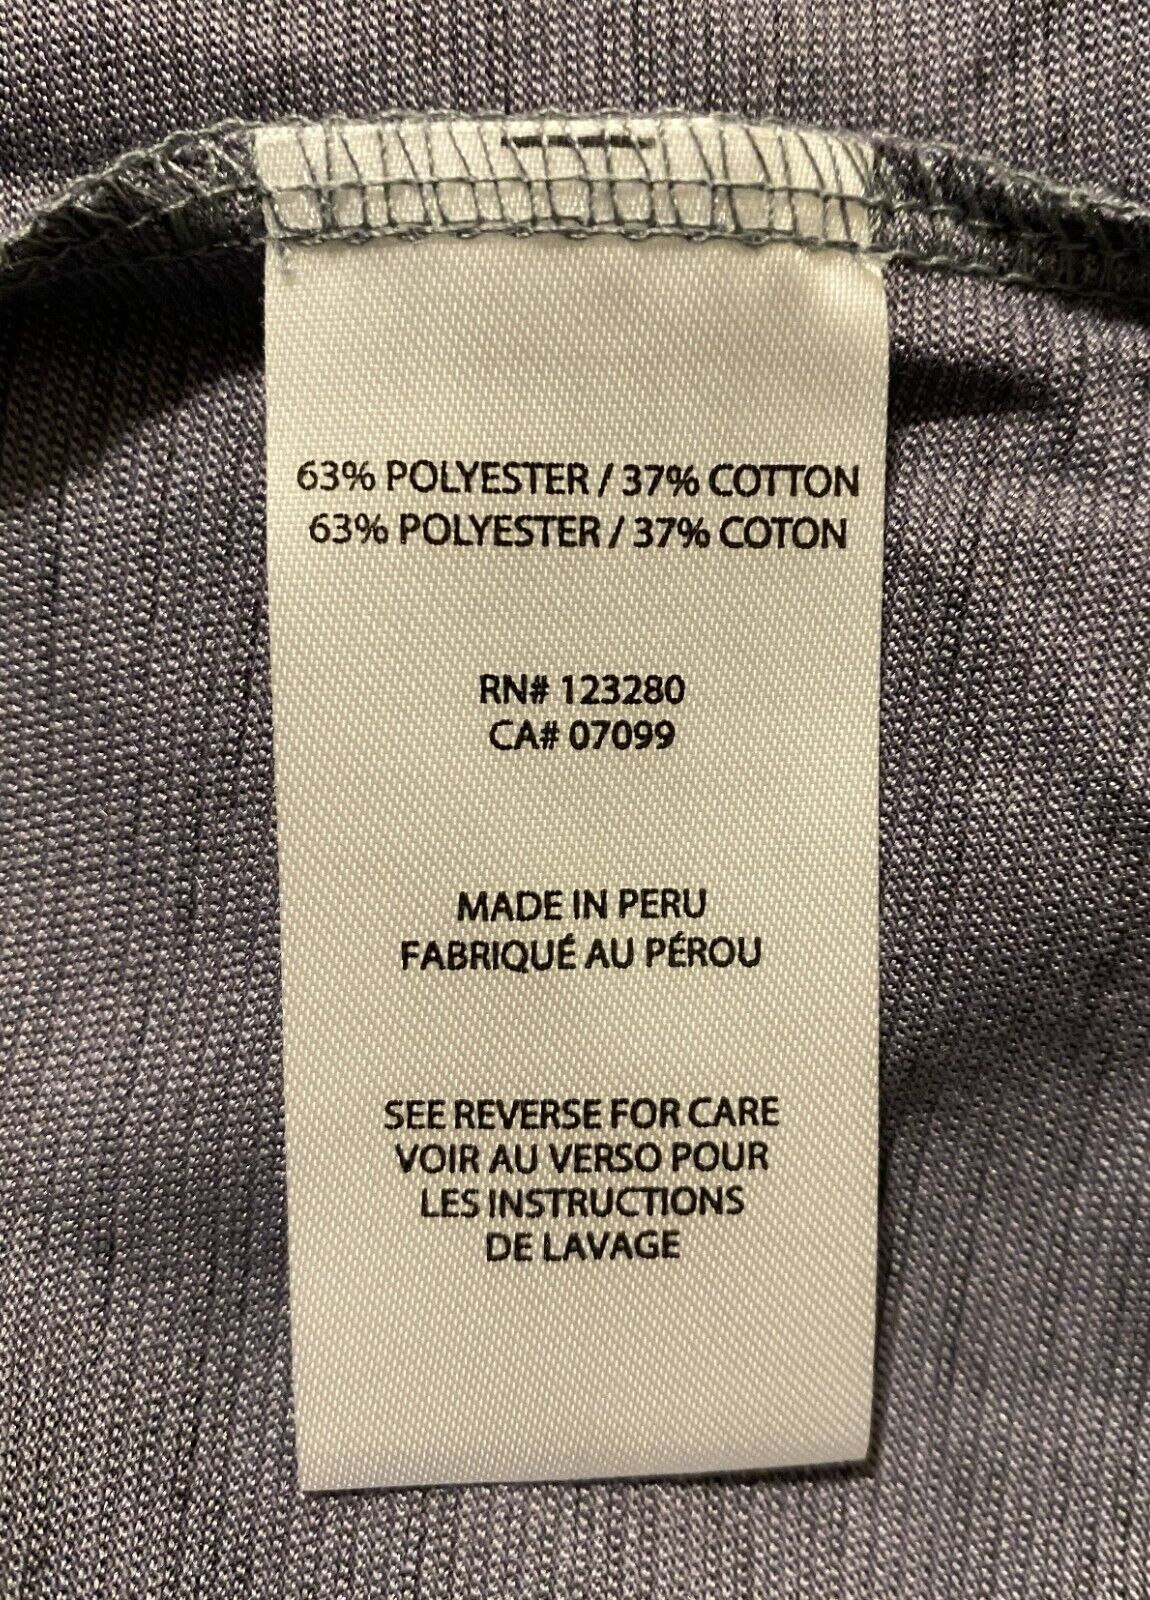 63% POLYESTER / 37% COTTON
63% POLYESTER / 37% COTON
RN# 123280
CA# 07099
MADE IN PERU
FABRIQUÉ AU PÉROU
SEE REVERSE FOR CARE
VOIR AU VERSO POUR
LES INSTRUCTIONS
DE LAVAGE